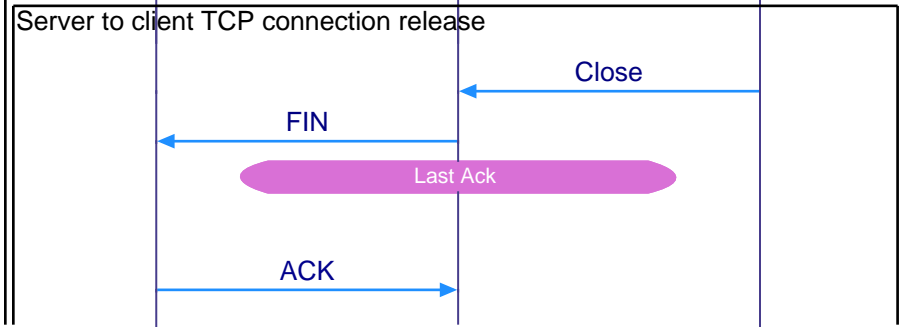 Server to client TCP connection release
Close
FIN
Last Ack
ACK